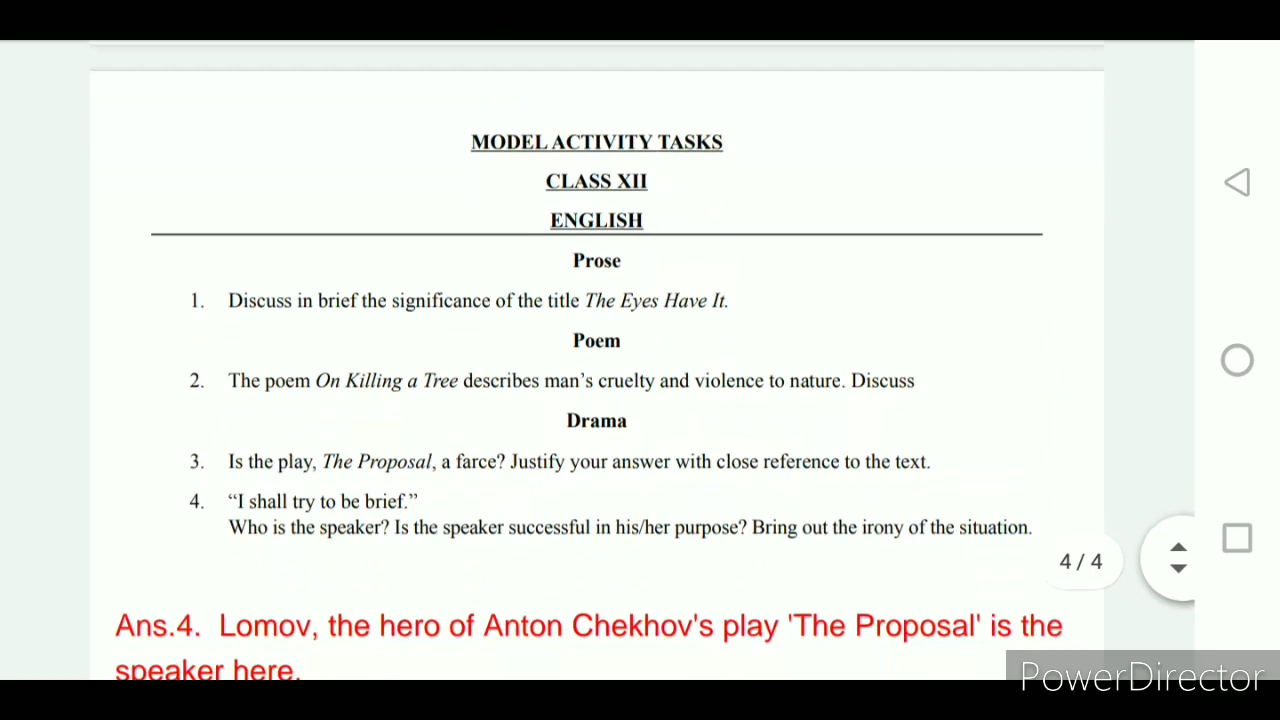 MODEL ACTIVITY TASKS
CLASS XII
ENGLISH
Prose
1. Discuss in brief the significance of the title The Eyes Have It.
Poem
2. The poem On Killing a Tree describes man's cruelty and violence to nature. Discuss
Drama
3. Is the play, The Proposal, a farce? Justify your answer with close reference to the text.
4. “I shall try to be brief.”
Who is the speaker? Is the speaker successful in his/her purpose? Bring out the irony of the situation.
4 / 4
Ans.4. Lomov, the hero of Anton Chekhov's play 'The Proposal' is the
speaker here.
PowerDirector